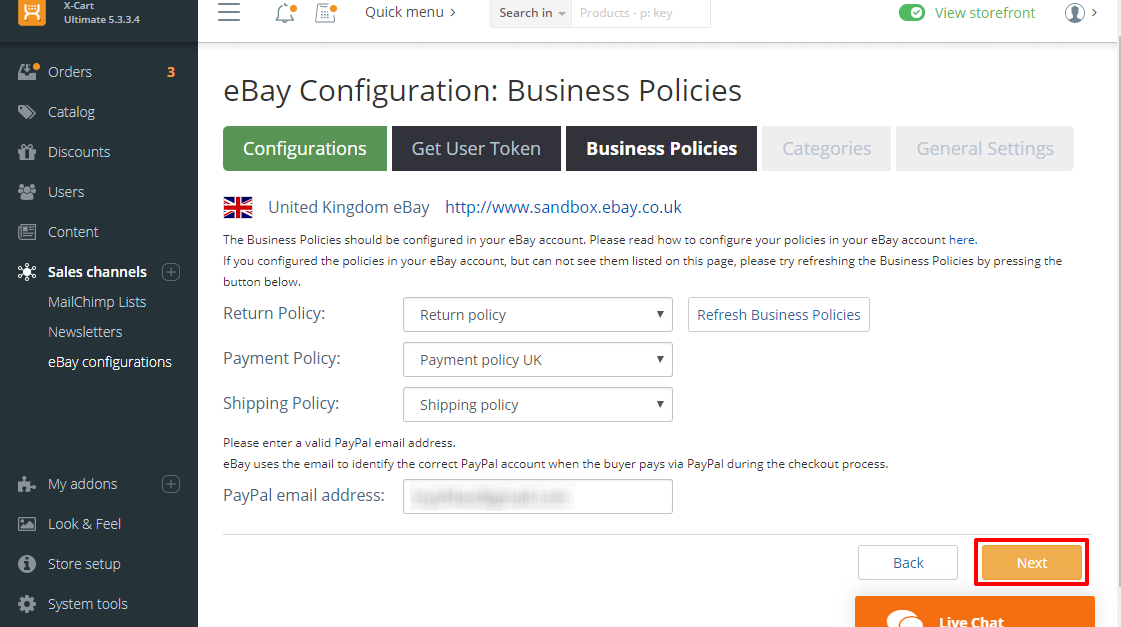 X-Cart
Ultimate 5.3.3.4
Quick menu
Search in
Products - p: key
View storefront
Orders 3
Catalog
Discounts
Users
Content
Sales channels
MailChimp Lists
Newsletters
eBay configurations
My addons
Look & Feel
Store setup
System tools
eBay Configuration: Business Policies
Configurations
Get User Token
Business Policies
Categories
General Settings
United Kingdom eBay http://www.sandbox.ebay.co.uk
The Business Policies should be configured in your eBay account. Please read how to configure your policies in your eBay account here.
If you configured the policies in your eBay account, but can not see them listed on this page, please try refreshing the Business Policies by pressing the
button below.
Return Policy: Return policy Refresh Business Policies
Payment Policy: Payment policy UK
Shipping Policy: Shipping policy
Please enter a valid PayPal email address.
eBay uses the email to identify the correct PayPal account when the buyer pays via PayPal during the checkout process.
PayPal email address:
Back
Next
Live Chat